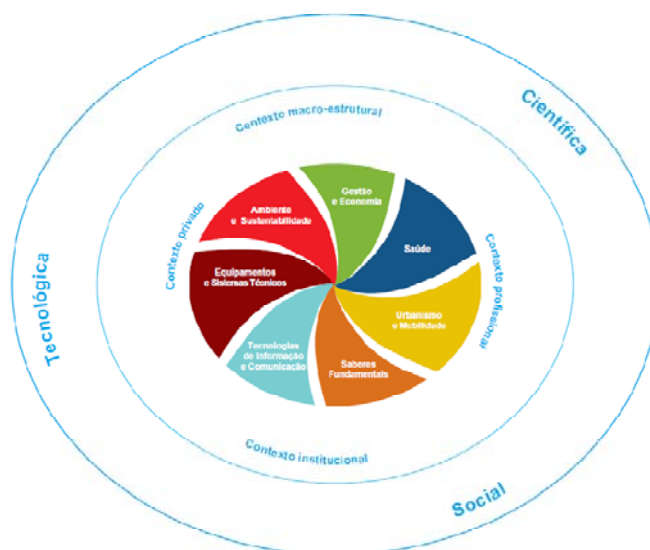 Científica
Contexto macro-estrutural
Gestão
e Economia
Ambiente
e Sustentabilidade
Contexto privado
Saúde
Contexto profissional
Tecnológica
Equipamentos
e Sistemas Técnicos
Urbanismo
e Mobilidade
Tecnologias
de Informação
e Comunicação
Saberes
Fundamentais
Contexto institucional
Social